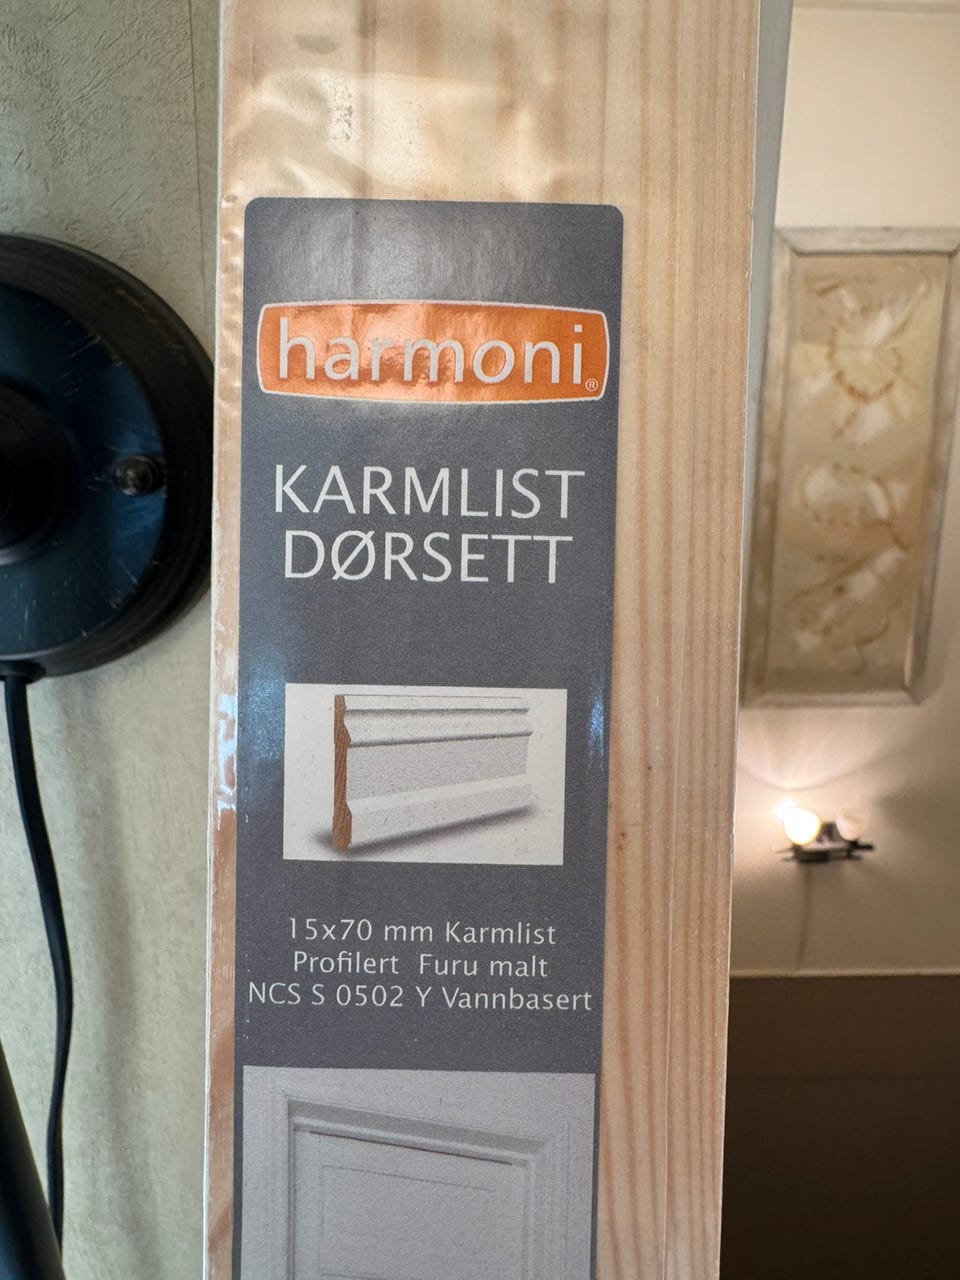 harmoni®
KARMLIST
DØRSETT
15x70 mm Karmlist
Profilert Furu malt
NCS S 0502 Y Vannbasert